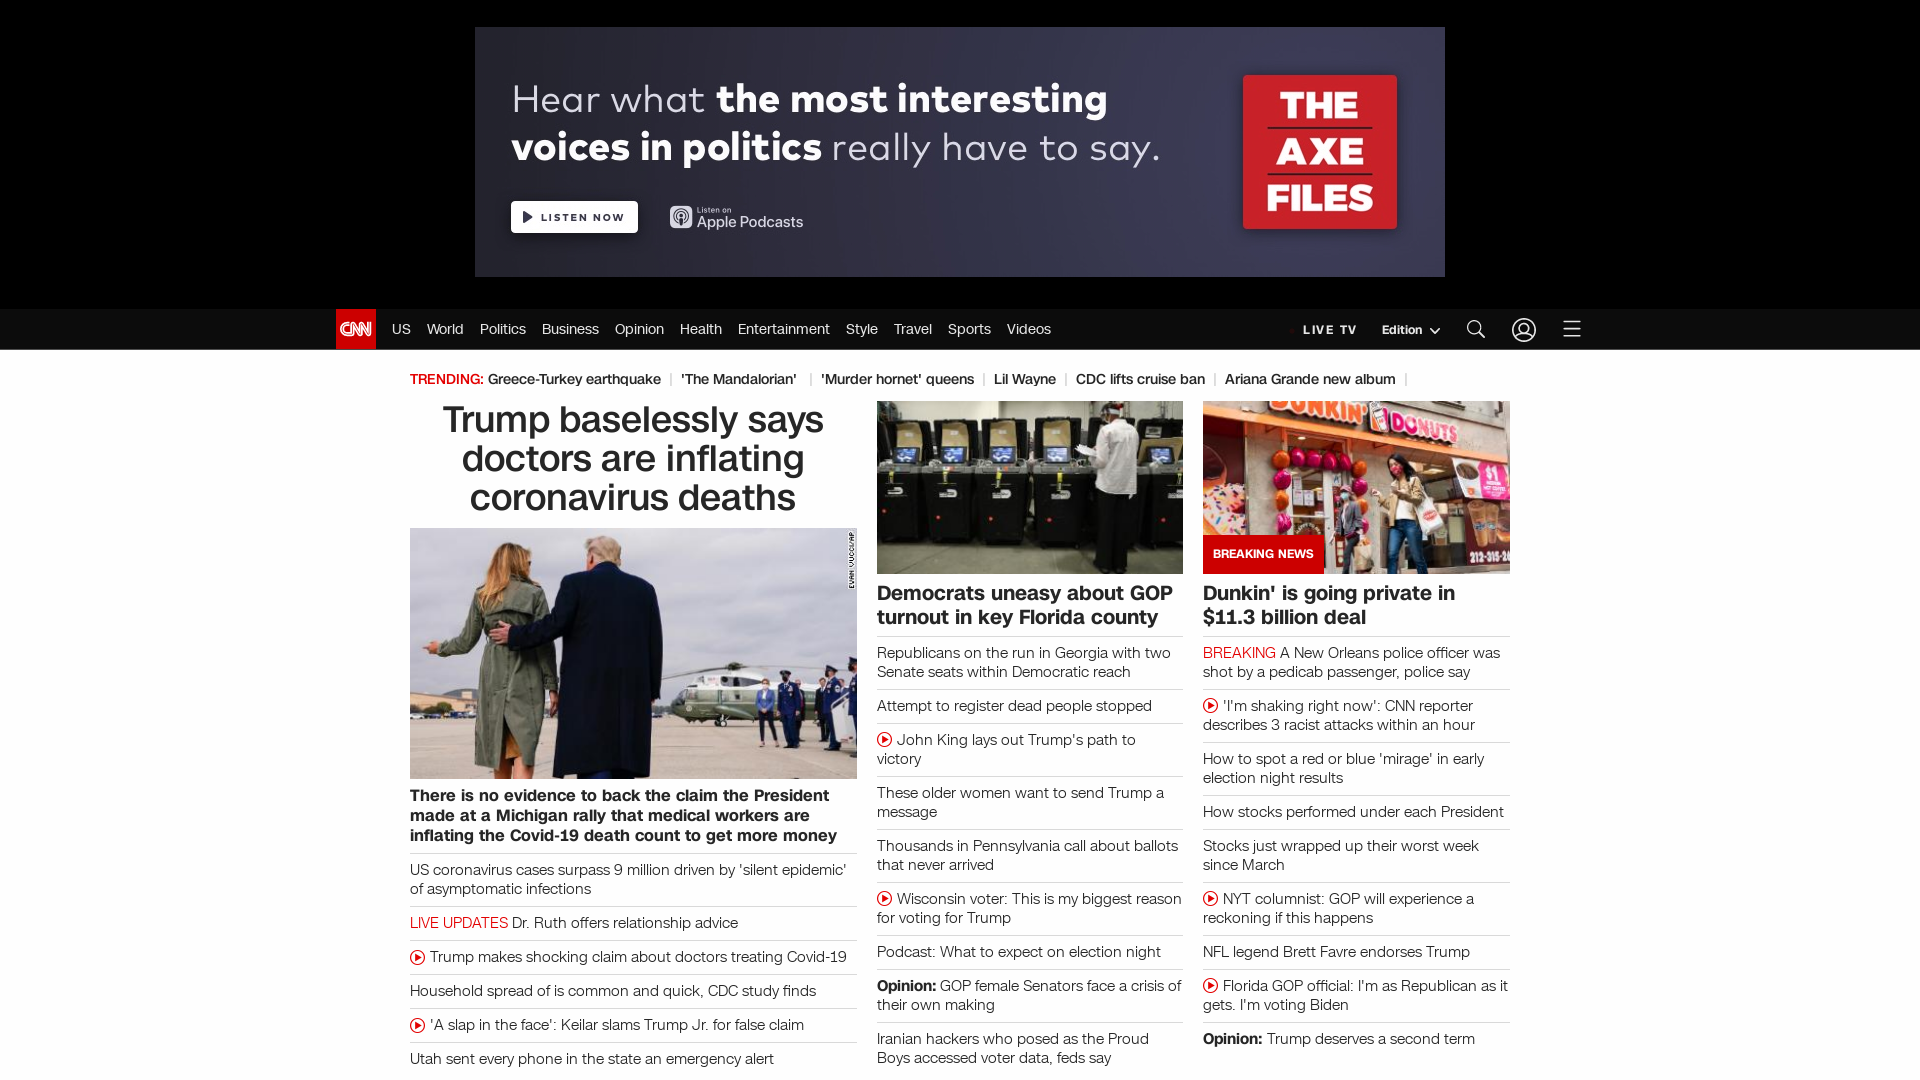 Hear what the most interesting
voices in politics really have to say.
LISTEN NOW
Listen on
Apple Podcasts
THE
AXE
FILES
CNN
US
World
Politics
Business
Opinion
Health
Entertainment
Style
Travel
Sports
Videos
LIVE TV
Edition
TRENDING: Greece-Turkey earthquake | 'The Mandalorian' | 'Murder hornet' queens | Lil Wayne | CDC lifts cruise ban | Ariana Grande new album |
Trump baselessly says
doctors are inflating
coronavirus deaths
EVAN VUCCI/AP
There is no evidence to back the claim the President
made at a Michigan rally that medical workers are
inflating the Covid-19 death count to get more money
US coronavirus cases surpass 9 million driven by 'silent epidemic'
of asymptomatic infections
LIVE UPDATES Dr. Ruth offers relationship advice
Trump makes shocking claim about doctors treating Covid-19
Household spread of is common and quick, CDC study finds
'A slap in the face': Keilar slams Trump Jr. for false claim
Utah sent every phone in the state an emergency alert
Democrats uneasy about GOP
turnout in key Florida county
Republicans on the run in Georgia with two
Senate seats within Democratic reach
Attempt to register dead people stopped
John King lays out Trump's path to
victory
These older women want to send Trump a
message
Thousands in Pennsylvania call about ballots
that never arrived
Wisconsin voter: This is my biggest reason
for voting for Trump
Podcast: What to expect on election night
Opinion: GOP female Senators face a crisis of
their own making
Iranian hackers who posed as the Proud
Boys accessed voter data, feds say
DUNKIN' DONUTS
$1
212-315-2
BREAKING NEWS
Dunkin' is going private in
$11.3 billion deal
BREAKING A New Orleans police officer was
shot by a pedicab passenger, police say
'I'm shaking right now': CNN reporter
describes 3 racist attacks within an hour
How to spot a red or blue 'mirage' in early
election night results
How stocks performed under each President
Stocks just wrapped up their worst week
since March
NYT columnist: GOP will experience a
reckoning if this happens
NFL legend Brett Favre endorses Trump
Florida GOP official: I'm as Republican as it
gets. I'm voting Biden
Opinion: Trump deserves a second term